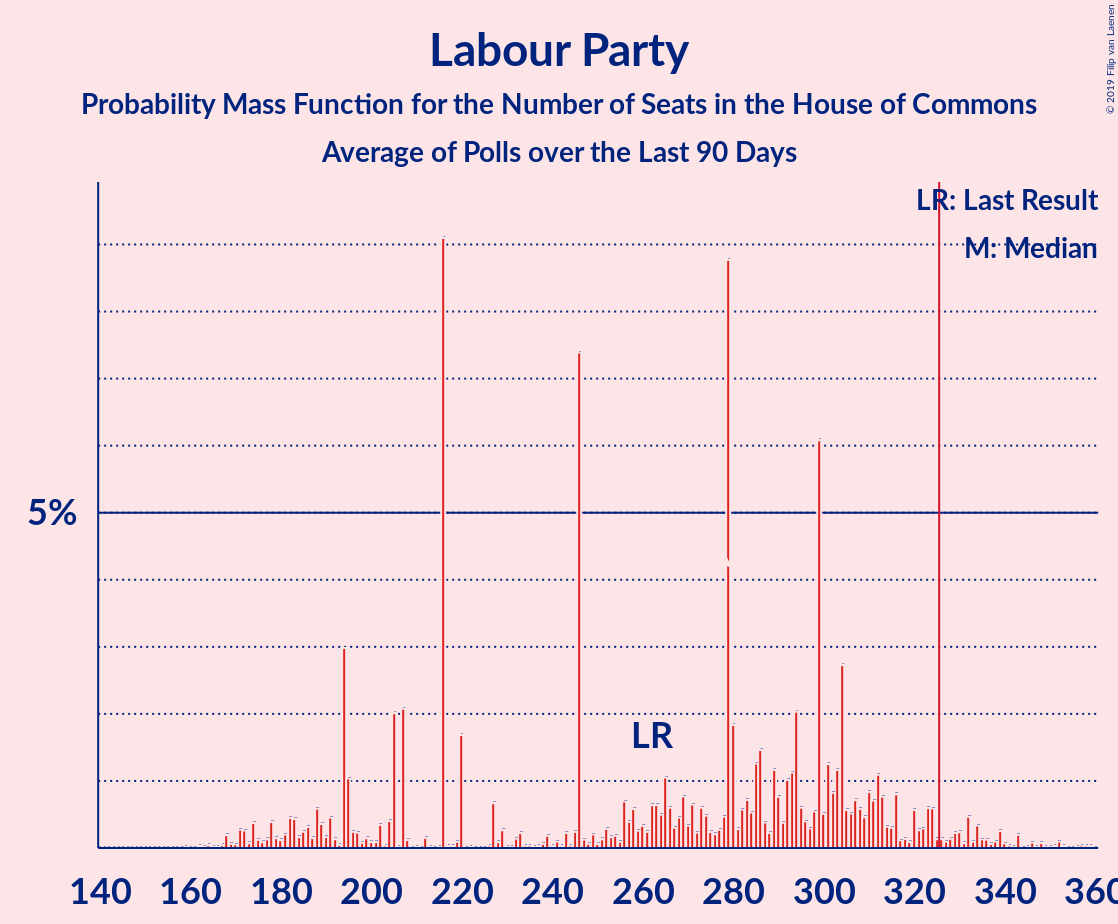 Labour Party
Probability Mass Function for the Number of Seats in the House of Commons
Average of Polls over the Last 90 Days
© 2019 Filip van Laenen
LR: Last Result
M: Median
5%
LR
140 160 180 200 220 240 260 280 300 320 340 360